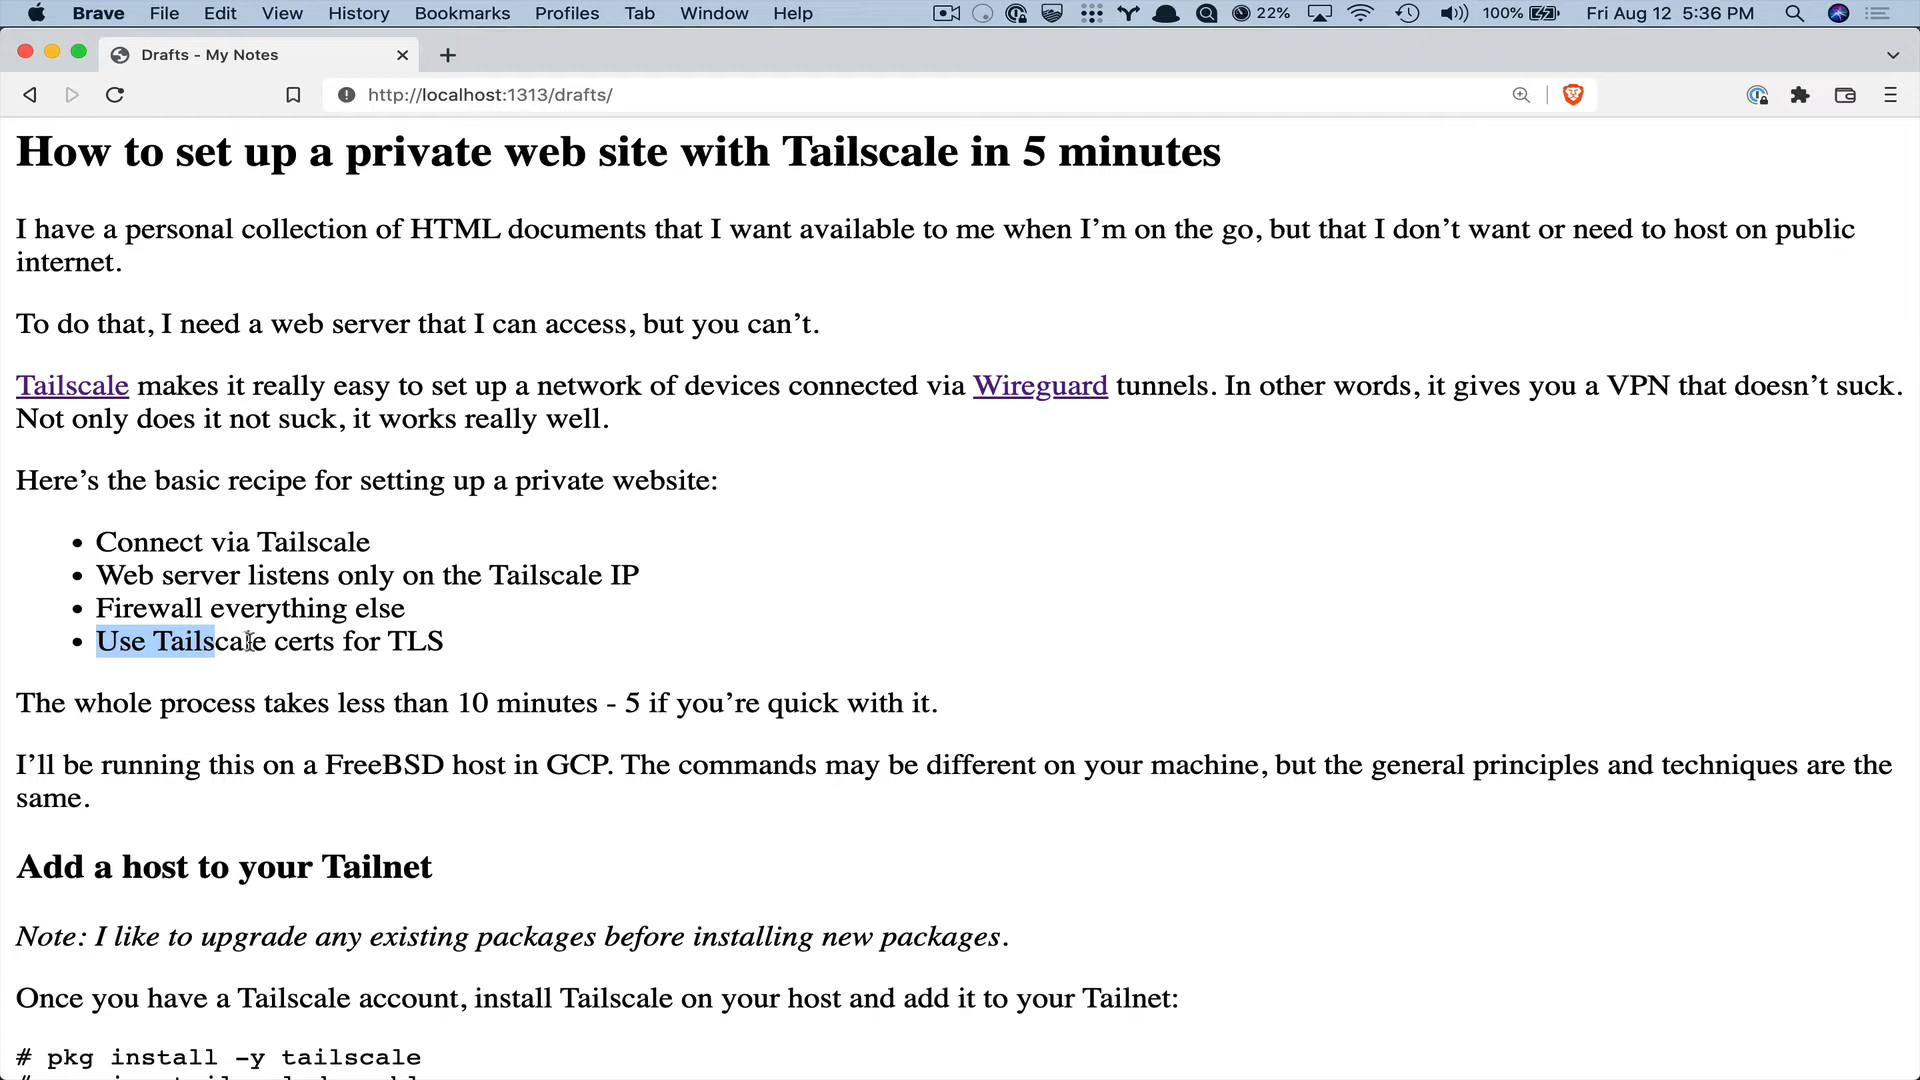 Brave File Edit View History Bookmarks Profiles Tab Window Help 22% 100% Fri Aug 12 5:36 PM
Drafts - My Notes
http://localhost:1313/drafts/
How to set up a private web site with Tailscale in 5 minutes
I have a personal collection of HTML documents that I want available to me when I’m on the go, but that I don’t want or need to host on public
internet.
To do that, I need a web server that I can access, but you can’t.
Tailscale makes it really easy to set up a network of devices connected via Wireguard tunnels. In other words, it gives you a VPN that doesn’t suck.
Not only does it not suck, it works really well.
Here’s the basic recipe for setting up a private website:
• Connect via Tailscale
• Web server listens only on the Tailscale IP
• Firewall everything else
• Use Tailscale certs for TLS
The whole process takes less than 10 minutes - 5 if you’re quick with it.
I’ll be running this on a FreeBSD host in GCP. The commands may be different on your machine, but the general principles and techniques are the
same.
Add a host to your Tailnet
Note: I like to upgrade any existing packages before installing new packages.
Once you have a Tailscale account, install Tailscale on your host and add it to your Tailnet:
# pkg install -y tailscale